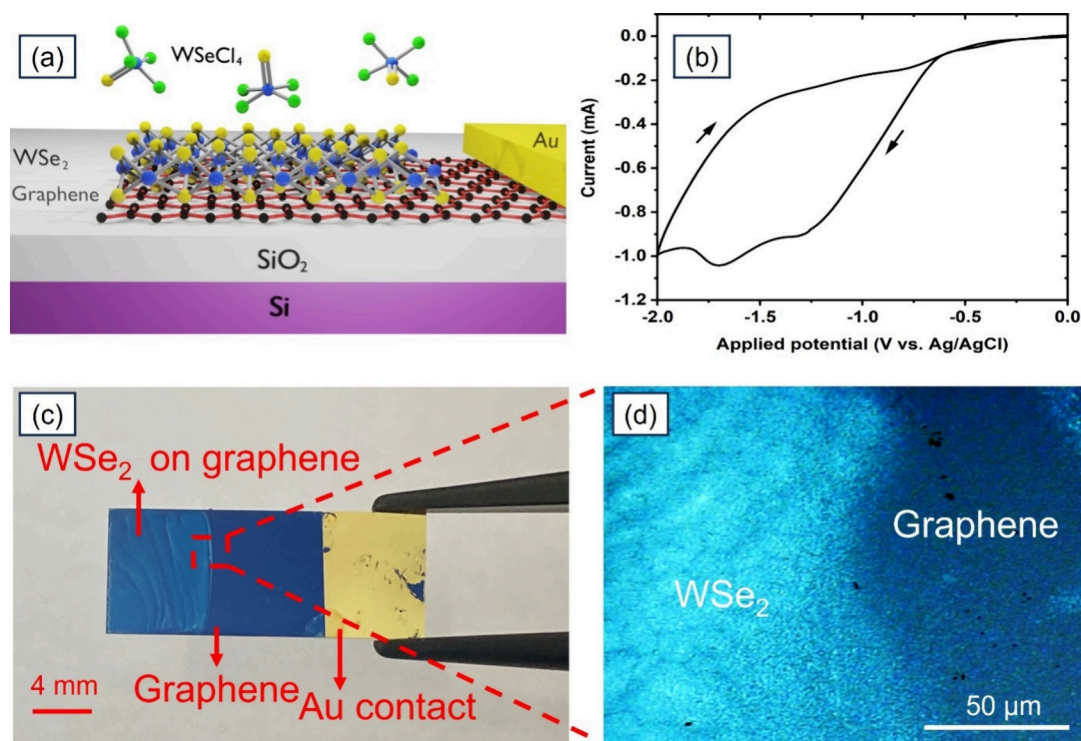 (a)
WSeCl₄
WSe₂
Graphene
Au
SiO₂
Si
(b)
0.0
-0.2
-0.4
-0.6
-0.8
-1.0
-1.2
Current (mA)
-2.0 -1.5 -1.0 -0.5 0.0
Applied potential (V vs. Ag/AgCl)
(c)
WSe₂ on graphene
4 mm
Graphene
Au contact
(d)
Graphene
WSe₂
50 µm